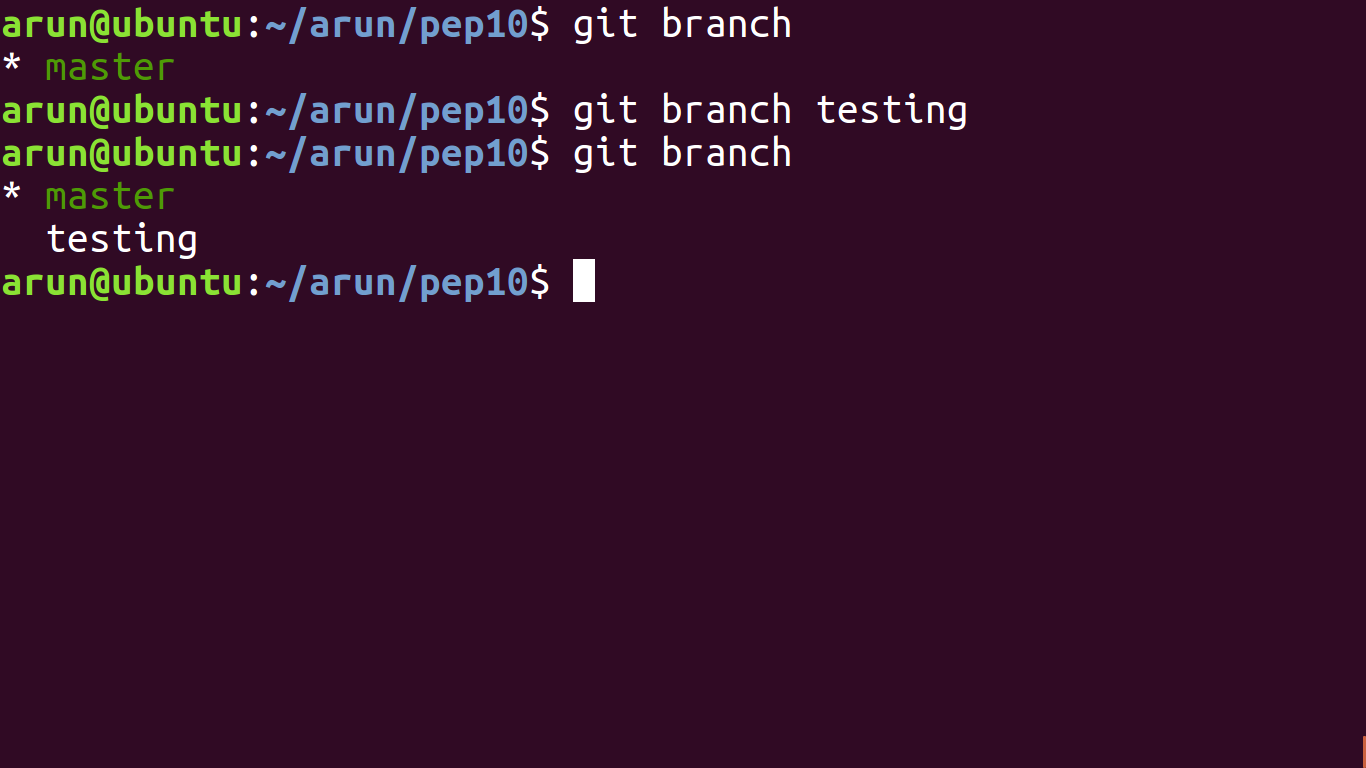 arun@ubuntu:~/arun/pep10$ git branch
* master
arun@ubuntu:~/arun/pep10$ git branch testing
arun@ubuntu:~/arun/pep10$ git branch
* master
  testing
arun@ubuntu:~/arun/pep10$